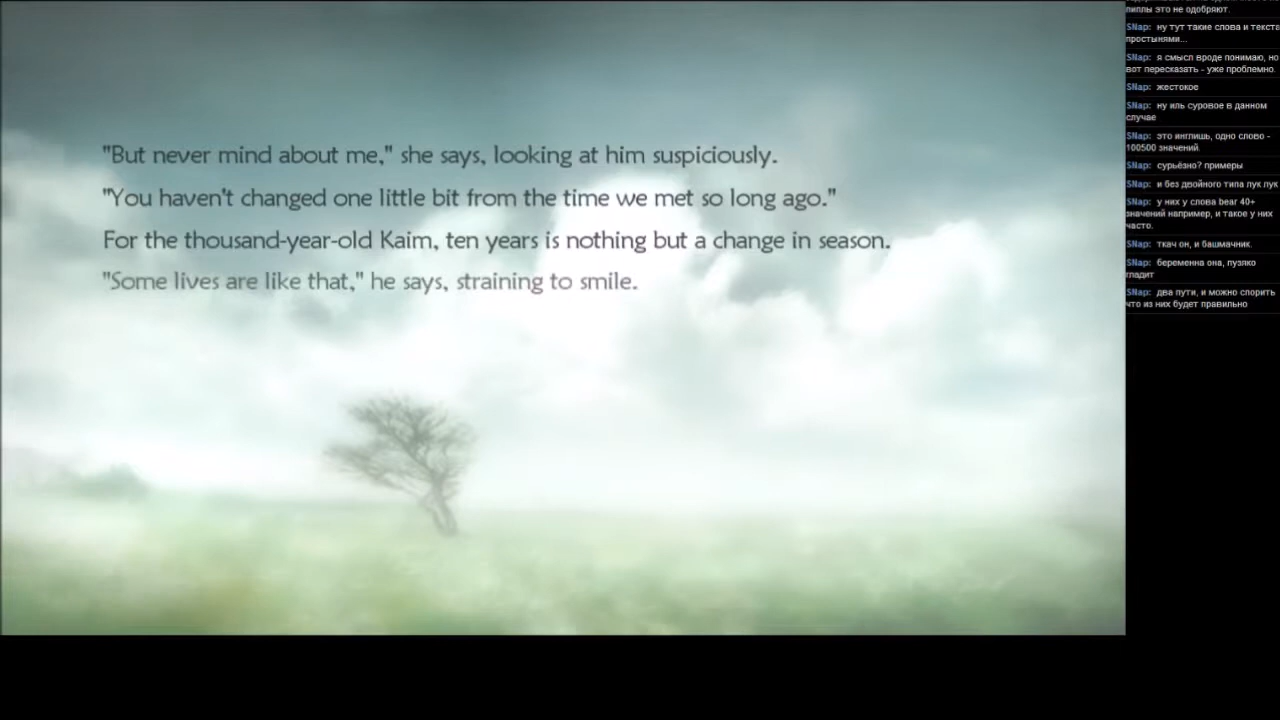 "But never mind about me," she says, looking at him suspiciously.
"You haven't changed one little bit from the time we met so long ago."
For the thousand-year-old Kaim, ten years is nothing but a change in season.
"Some lives are like that," he says, straining to smile.
пиплы это не одобряют.
SNap: ну тут такие слова и текста
простынями...
SNap: я смысл вроде понимаю, но
вот пересказать - уже проблемно.
SNap: жестокое
SNap: ну иль суровое в данном
случае
SNap: это инглишь, одно слово -
100500 значений.
SNap: сурьёзно? примеры
SNap: и без двойного типа лук лук
SNap: у них у слова bear 40+
значений например, и такое у них
часто.
SNap: ткач он, и башмачник.
SNap: беременна она, пузяко
гладит
SNap: два пути, и можно спорить
что из них будет правильно